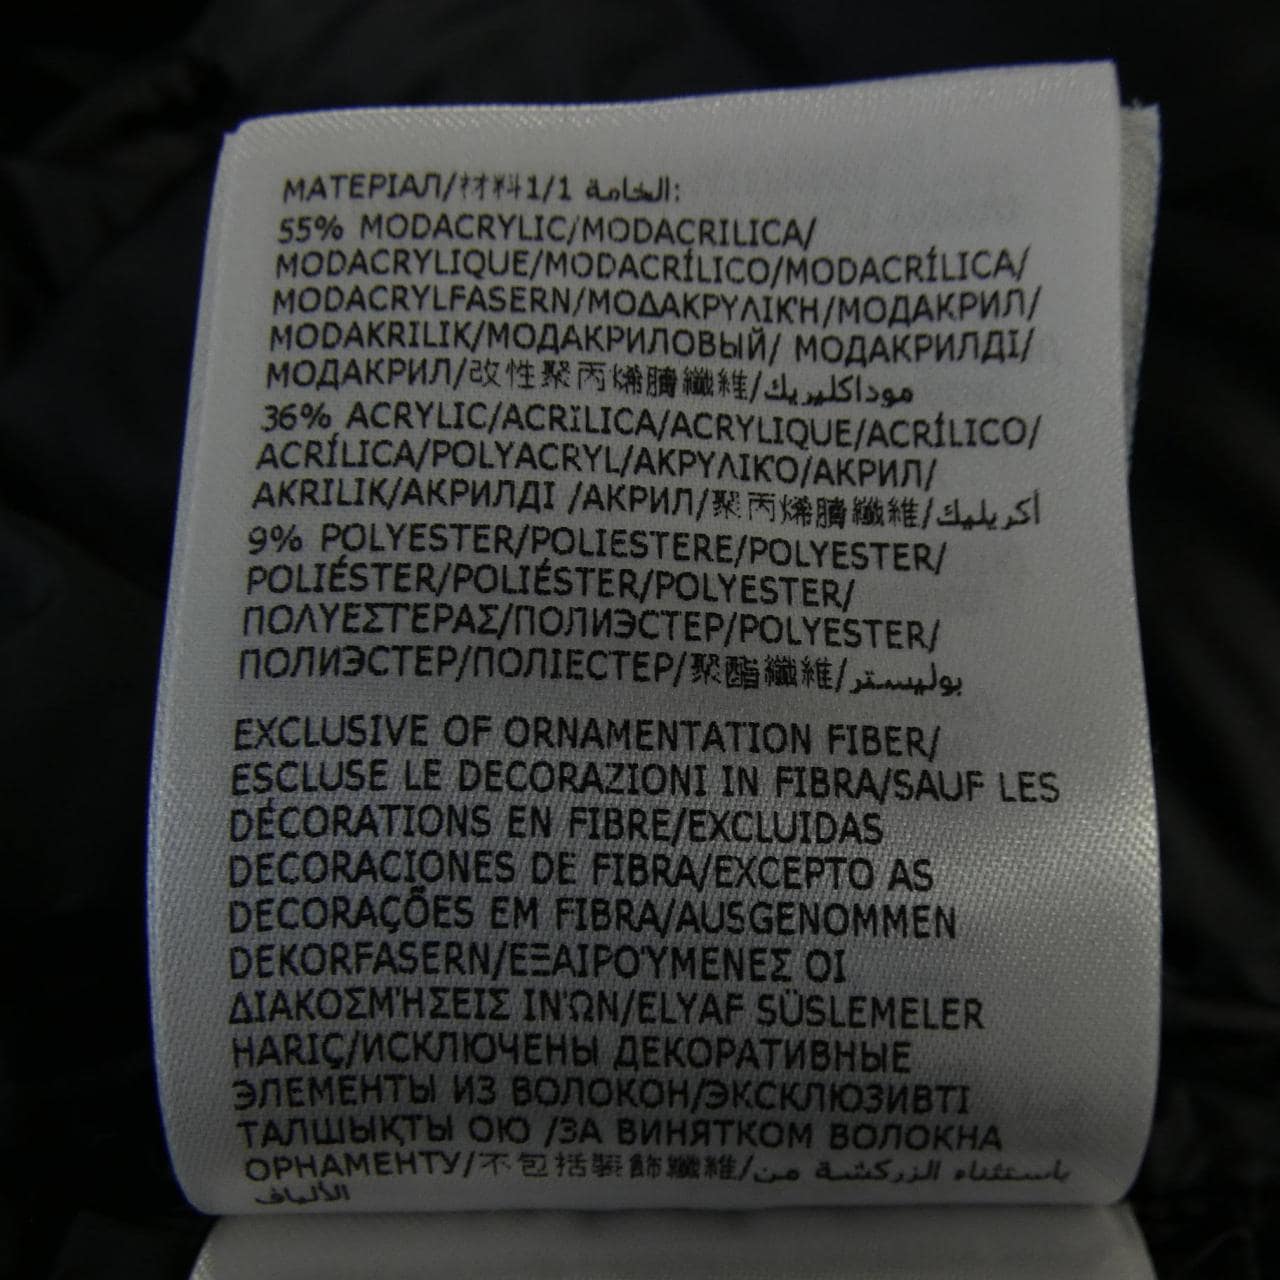 МАТЕРІАЛ/材料1/1 الخامة:
55% MODACRYLIC/MODACRILICA/
MODACRYLIQUE/MODACRÍLICO/MODACRÍLICA/
MODACRYLFASERN/ΜΟΔΑΚΡΥΛΙΚΉ/МОДАКРИЛ/
MODAKRILIK/МОДАКРИЛОВЫЙ/ МОДАКРИЛДІ/
МОДАКРИЛ/改性聚丙烯腈纖維/موداكليريك
36% ACRYLIC/ACRILICA/ACRYLIQUE/ACRÍLICO/
ACRÍLICA/POLYACRYL/ΑΚΡΥΛΙΚΌ/АКРИЛ/
AKRILIK/АКРИЛДІ /АКРИЛ/聚丙烯腈纖維/أكريليك
9% POLYESTER/POLIESTERE/POLYESTER/
POLIÉSTER/POLIÉSTER/POLYESTER/
ΠΟΛΥΕΣΤΕΡΑΣ/ПОЛИЭСТЕР/POLYESTER/
ПОЛИЭСТЕР/ПОЛІЕСТЕР/聚酯纖維/بوليستر
EXCLUSIVE OF ORNAMENTATION FIBER/
ESCLUSE LE DECORAZIONI IN FIBRA/SAUF LES
DÉCORATIONS EN FIBRE/EXCLUIDAS
DECORACIONES DE FIBRA/EXCEPTO AS
DECORAÇÕES EM FIBRA/AUSGENOMMEN
DEKORFASERN/ΕΞΑΙΡΟΎΜΕΝΕΣ ΟΙ
ΔΙΑΚΟΣΜΉΣΕΙΣ ΙΝΏΝ/ELYAF SÜSLEMELER
HARIÇ/ИСКЛЮЧЕНЫ ДЕКОРАТИВНЫЕ
ЭЛЕМЕНТЫ ИЗ ВОЛОКОН/ЭКСКЛЮЗИВТІ
ТАЛШЫҚТЫ ОЮ /ЗА ВИНЯТКОМ ВОЛОКНА
ОРНАМЕНТУ/不包括裝飾纖維/باستثناء الزركشة من
الألياف